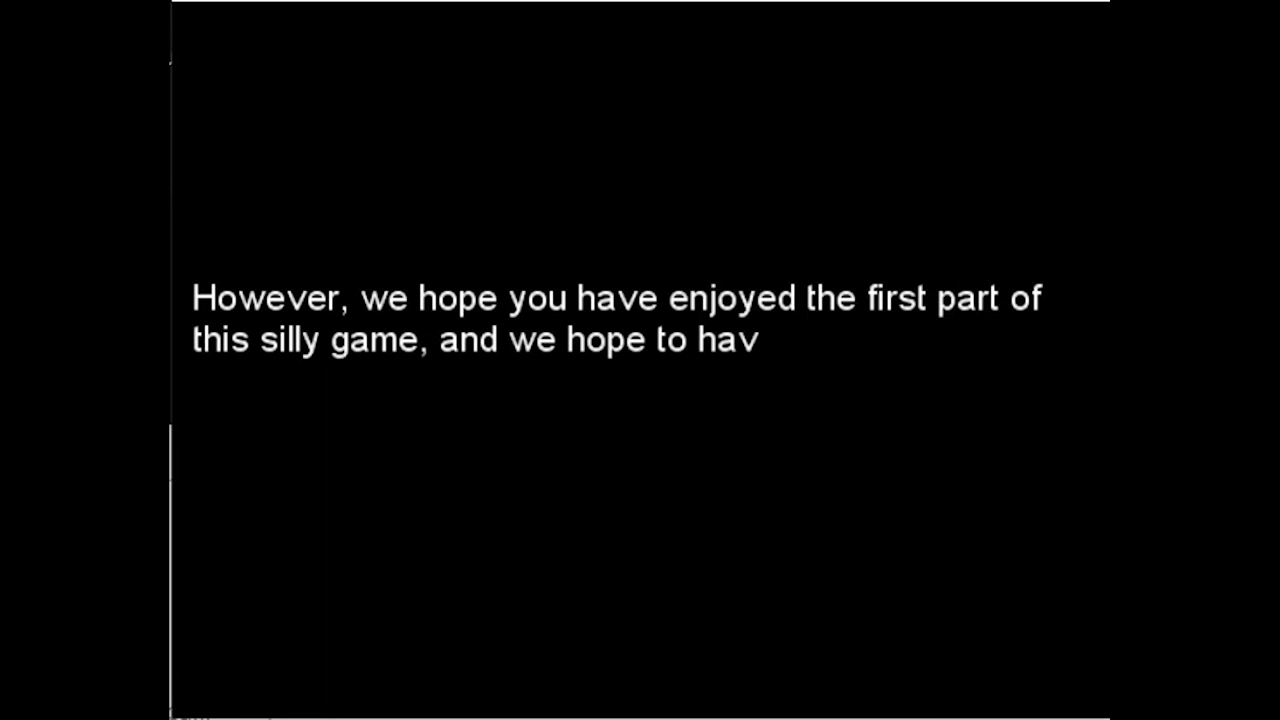 However, we hope you have enjoyed the first part of
this silly game, and we hope to hav